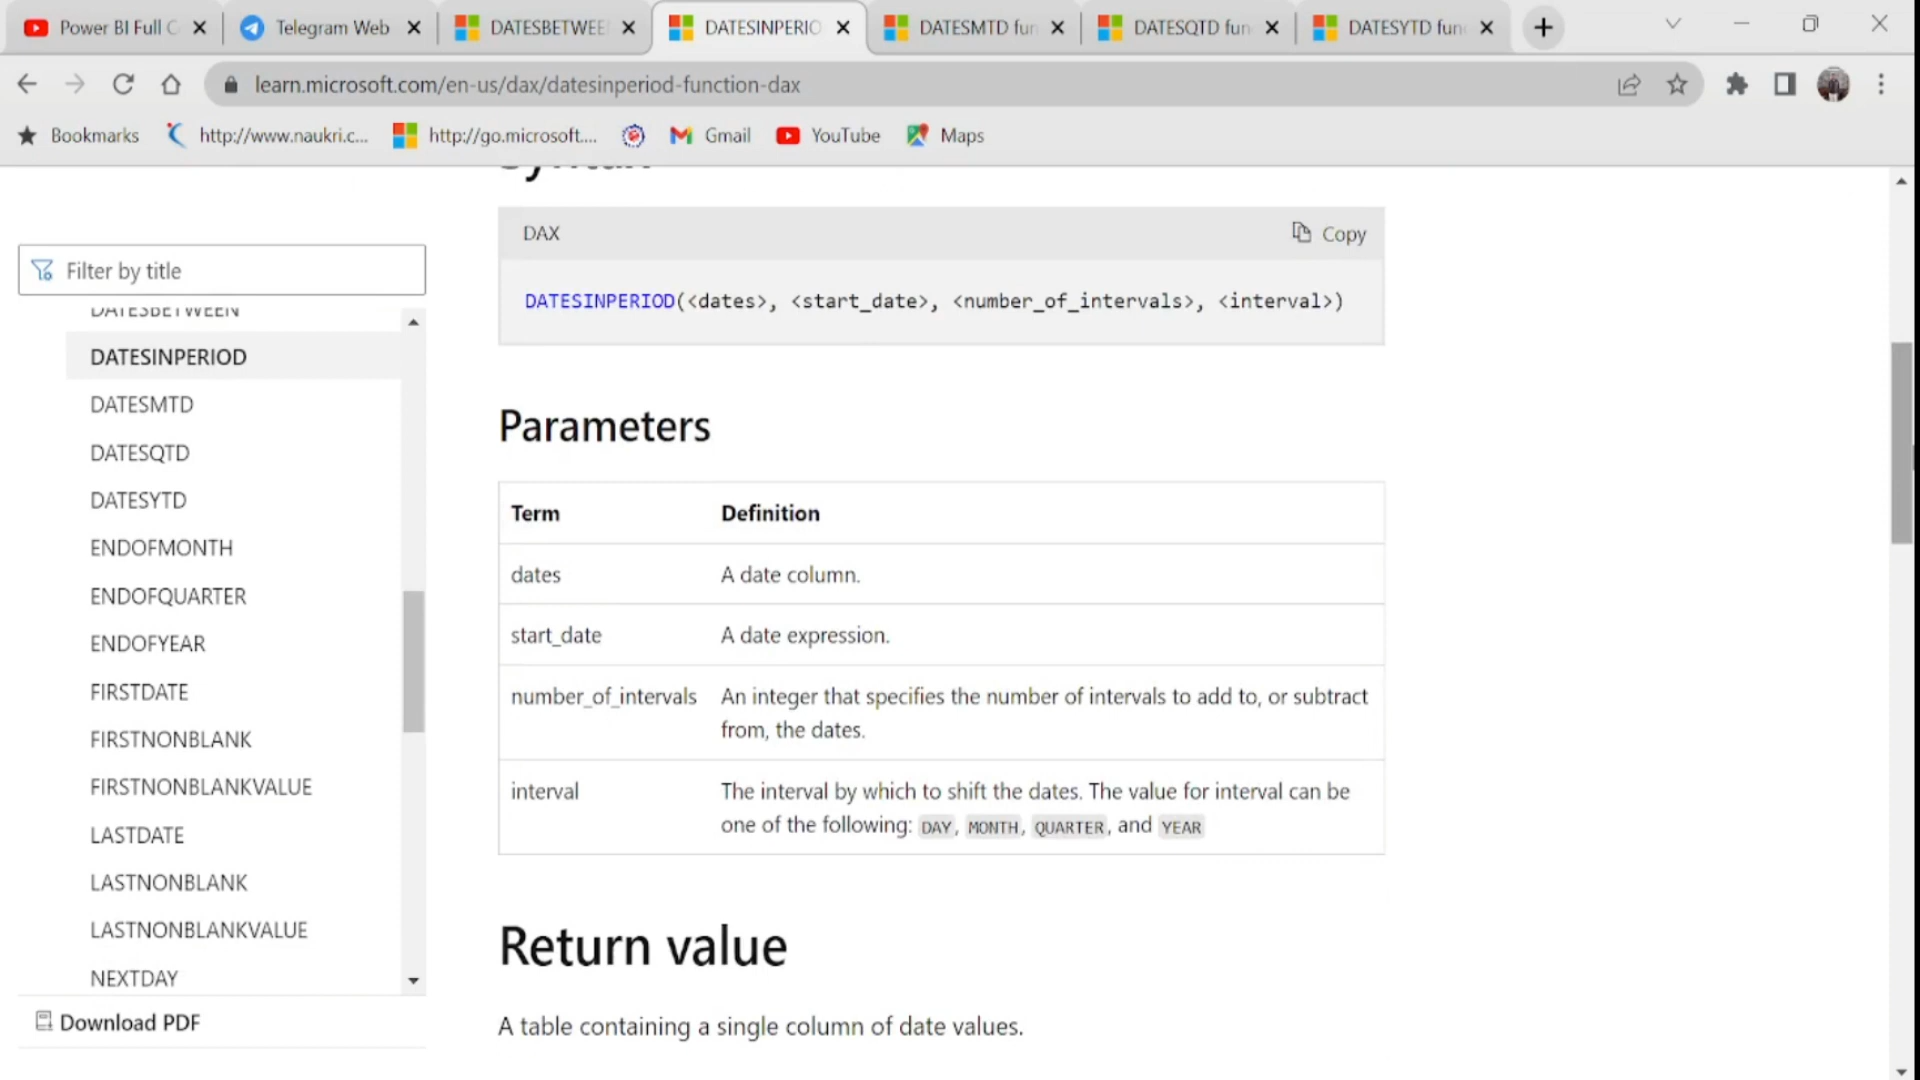 Power BI Full C
Telegram Web
DATESBETWEE
DATESINPERIO
DATESMTD fun
DATESQTD fun
DATESYTD fun
learn.microsoft.com/en-us/dax/datesinperiod-function-dax
Bookmarks
http://www.naukri.c...
http://go.microsoft....
Gmail
YouTube
Maps
Syntax
DAX
Copy
DATESINPERIOD(<dates>, <start_date>, <number_of_intervals>, <interval>)
Filter by title
DATESBETWEEN
DATESINPERIOD
DATESMTD
DATESQTD
DATESYTD
ENDOFMONTH
ENDOFQUARTER
ENDOFYEAR
FIRSTDATE
FIRSTNONBLANK
FIRSTNONBLANKVALUE
LASTDATE
LASTNONBLANK
LASTNONBLANKVALUE
NEXTDAY
Download PDF
Parameters
Term Definition
dates A date column.
start_date A date expression.
number_of_intervals An integer that specifies the number of intervals to add to, or subtract
from, the dates.
interval The interval by which to shift the dates. The value for interval can be
one of the following: DAY, MONTH, QUARTER, and YEAR
Return value
A table containing a single column of date values.